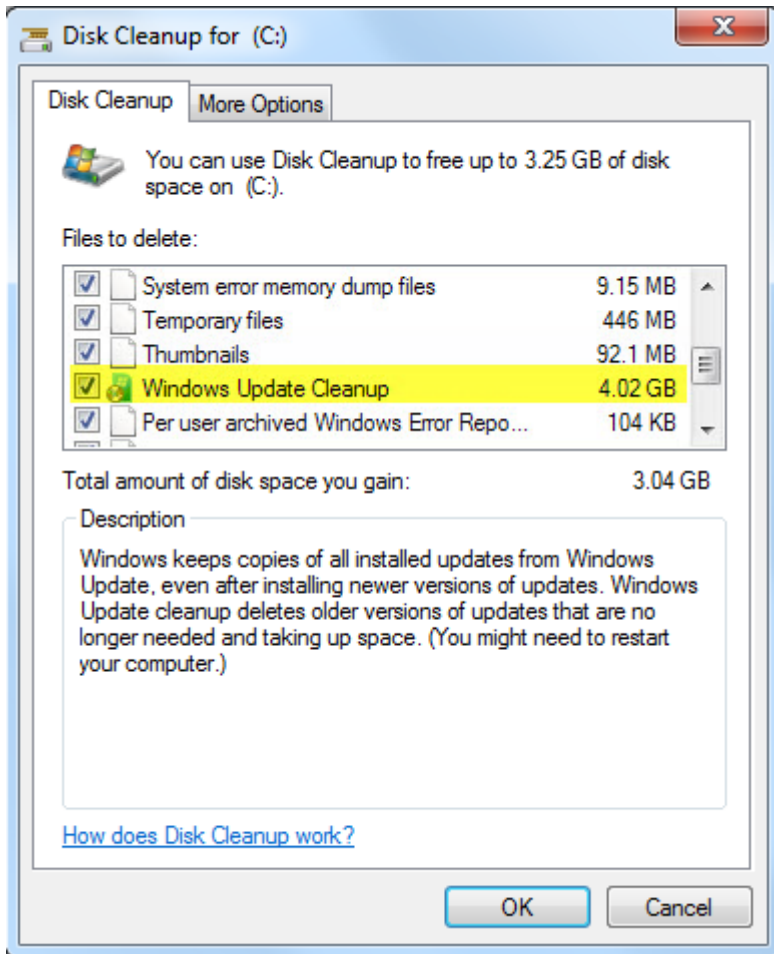 Disk Cleanup for (C:)
Disk Cleanup
More Options
You can use Disk Cleanup to free up to 3.25 GB of disk
space on (C:).
Files to delete:
System error memory dump files 9.15 MB
Temporary files 446 MB
Thumbnails 92.1 MB
Windows Update Cleanup 4.02 GB
Per user archived Windows Error Repo... 104 KB
Total amount of disk space you gain: 3.04 GB
Description
Windows keeps copies of all installed updates from Windows
Update, even after installing newer versions of updates. Windows
Update cleanup deletes older versions of updates that are no
longer needed and taking up space. (You might need to restart
your computer.)
How does Disk Cleanup work?
OK
Cancel